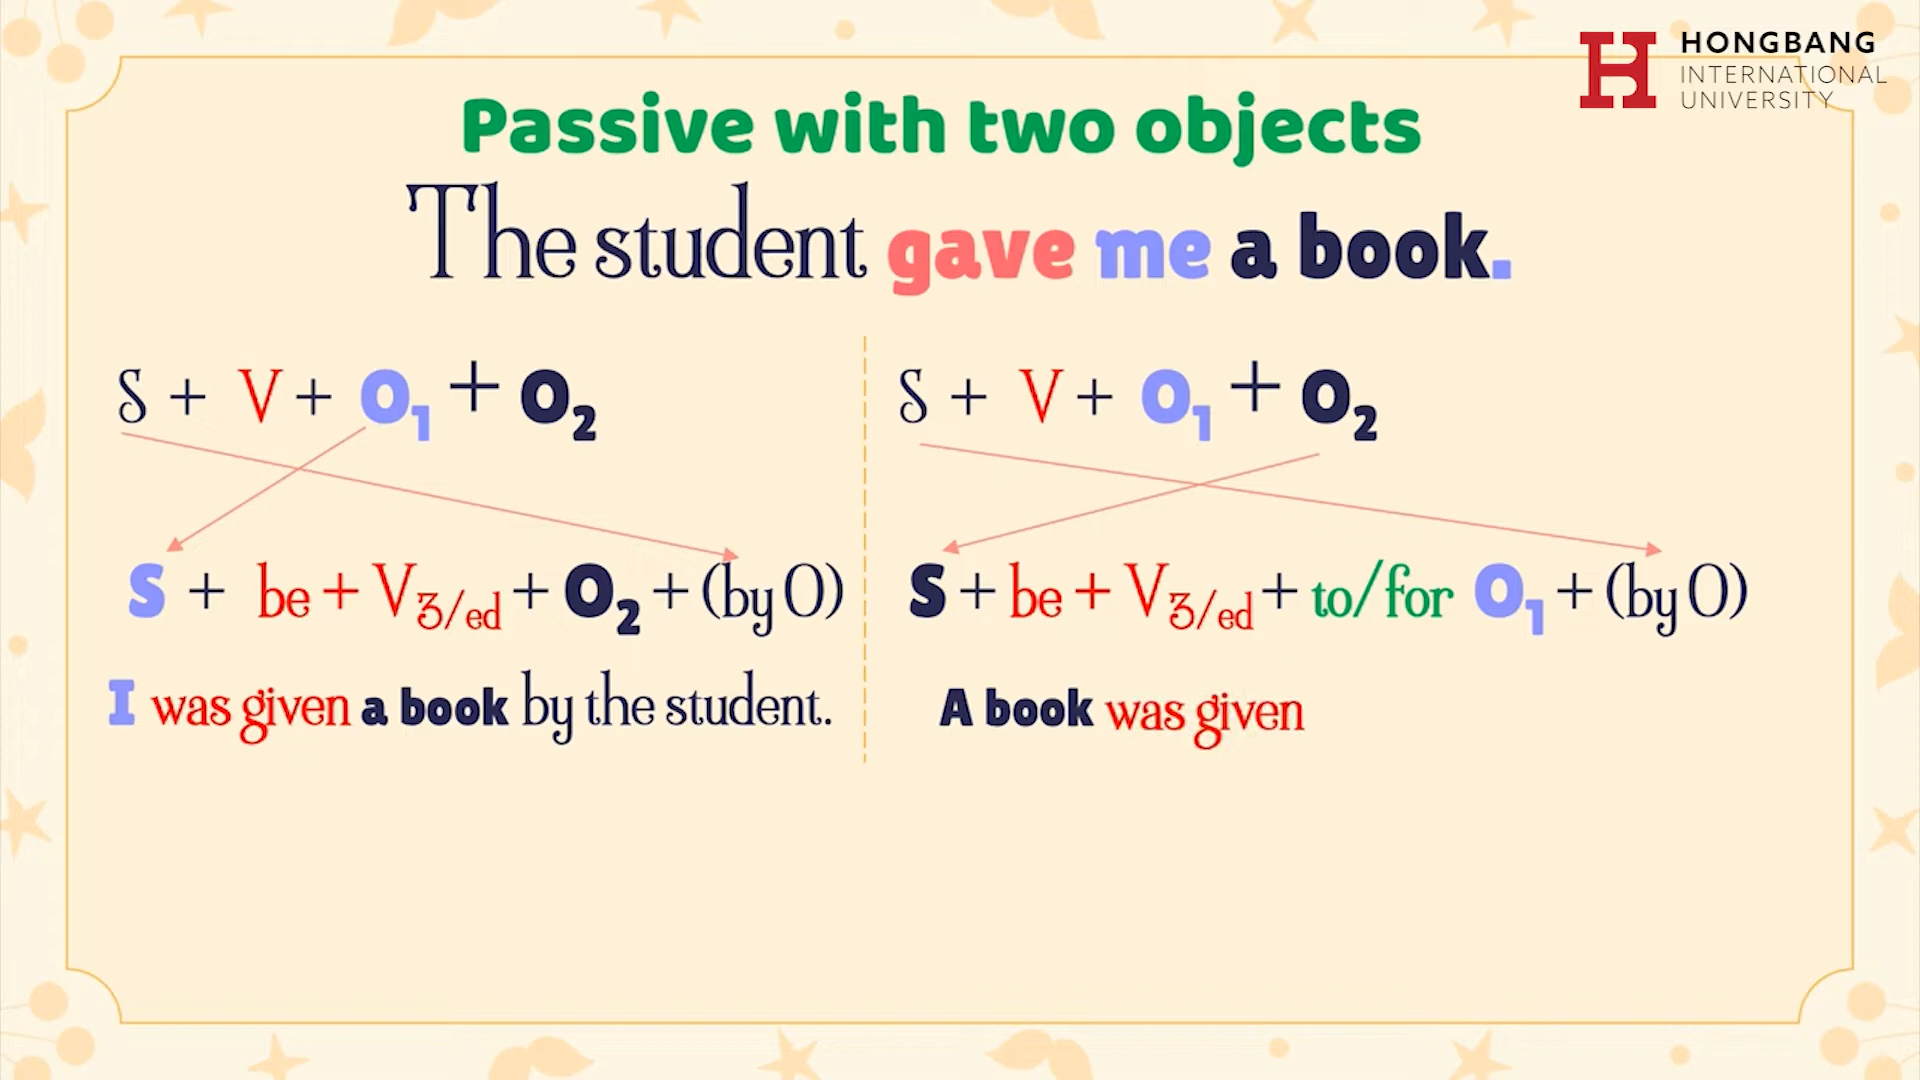 HONGBANG
INTERNATIONAL
UNIVERSITY
Passive with two objects
The student gave me a book.
S + V + O1 + O2
S + be + V3/ed + O2 + (by O)
I was given a book by the student.
S + V + O1 + O2
S + be + V3/ed + to/for O1 + (by O)
A book was given